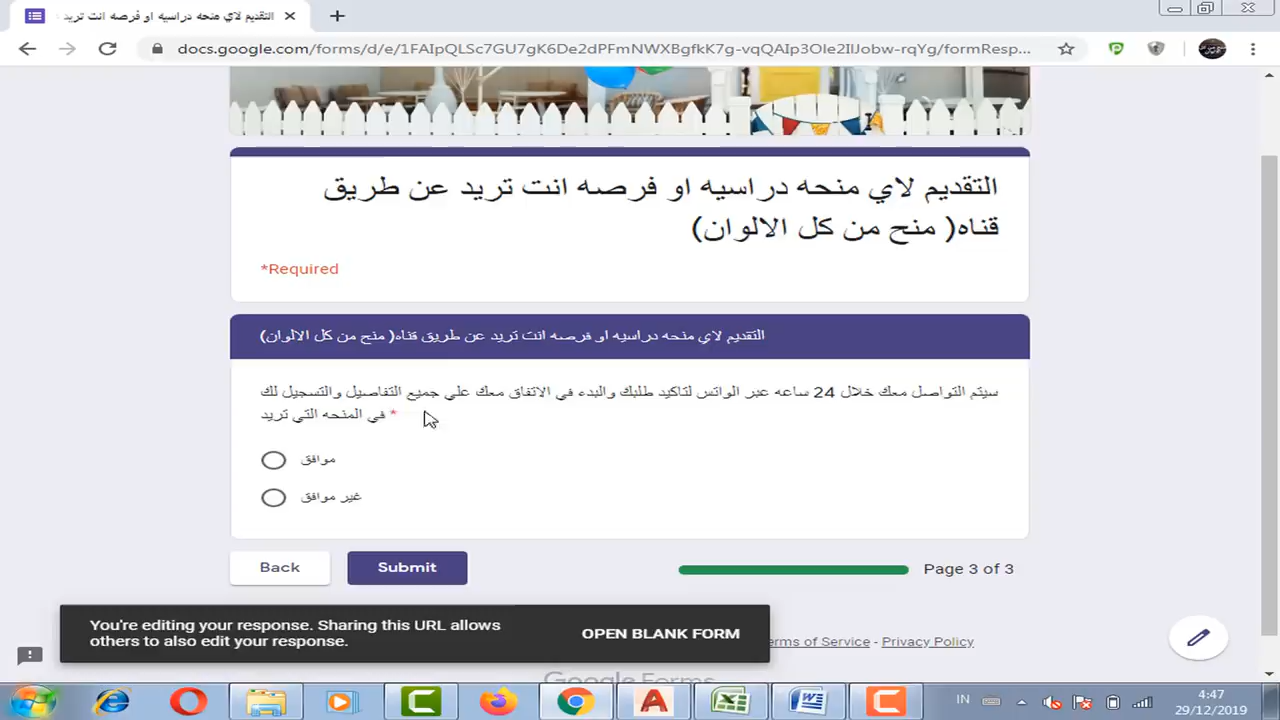 التقديم لاي منحه دراسيه او فرصه انت تريد
docs.google.com/forms/d/e/1FAIpQLSc7GU7gK6De2dPFmNWXBgfkK7g-vqQAIp3Ole2IIJobw-rqYg/formResp...
التقديم لاي منحه دراسيه او فرصه انت تريد عن طريق
قناه( منح من كل الالوان)
*Required
التقديم لاي منحه دراسيه او فرصه انت تريد عن طريق قناه( منح من كل الالوان)
سيتم التواصل معك خلال 24 ساعه عبر الواتس لتاكيد طلبك والبدء في الاتفاق معك علي جميع التفاصيل والتسجيل لك
في المنحه التي تريد *
موافق
غير موافق
Back
Submit
Page 3 of 3
You're editing your response. Sharing this URL allows
others to also edit your response.
OPEN BLANK FORM
erms of Service - Privacy Policy
Google Forms
IN
4:47
29/12/2019